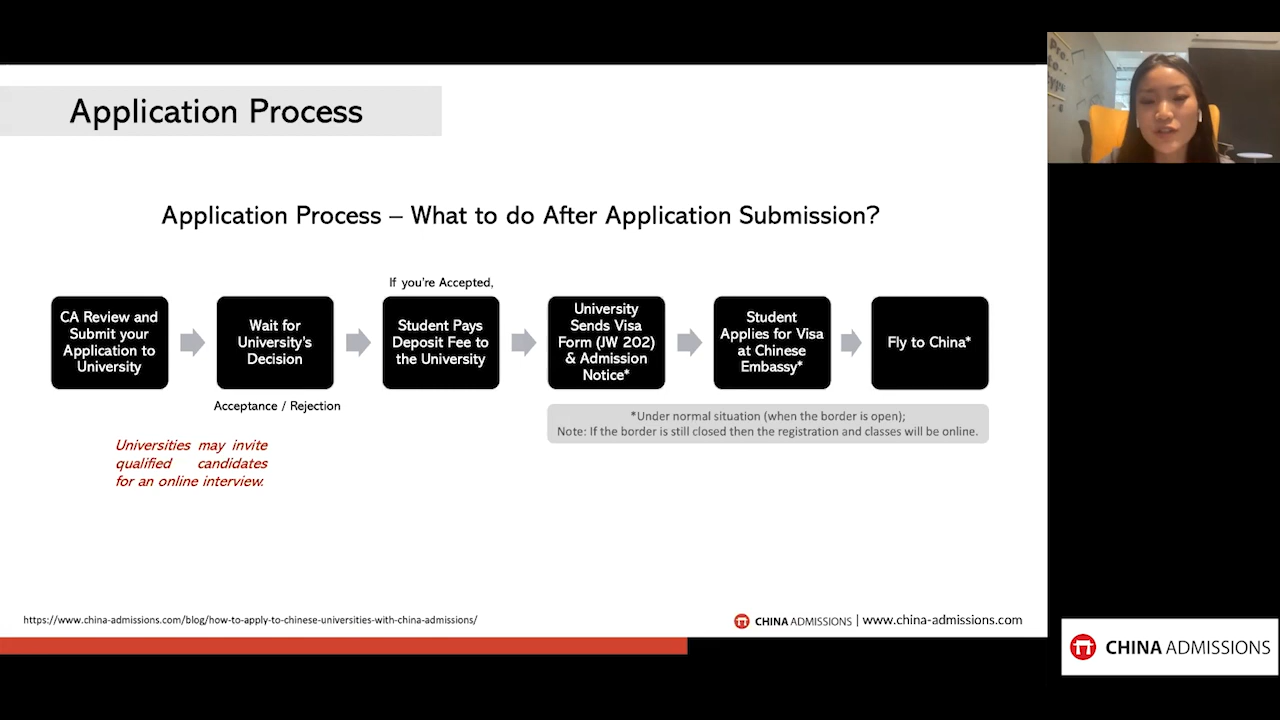 Application Process
Application Process – What to do After Application Submission?
If you're Accepted,
CA Review and
Submit your
Application to
University
Wait for
University's
Decision
Student Pays
Deposit Fee to
the University
University
Sends Visa
Form (JW 202)
& Admission
Notice*
Student
Applies for Visa
at Chinese
Embassy*
Fly to China*
Acceptance / Rejection
*Under normal situation (when the border is open);
Note: If the border is still closed then the registration and classes will be online.
Universities may invite
qualified candidates
for an online interview.
https://www.china-admissions.com/blog/how-to-apply-to-chinese-universities-with-china-admissions/
CHINA ADMISSIONS | www.china-admissions.com
pro-
to-
type
CHINA ADMISSIONS